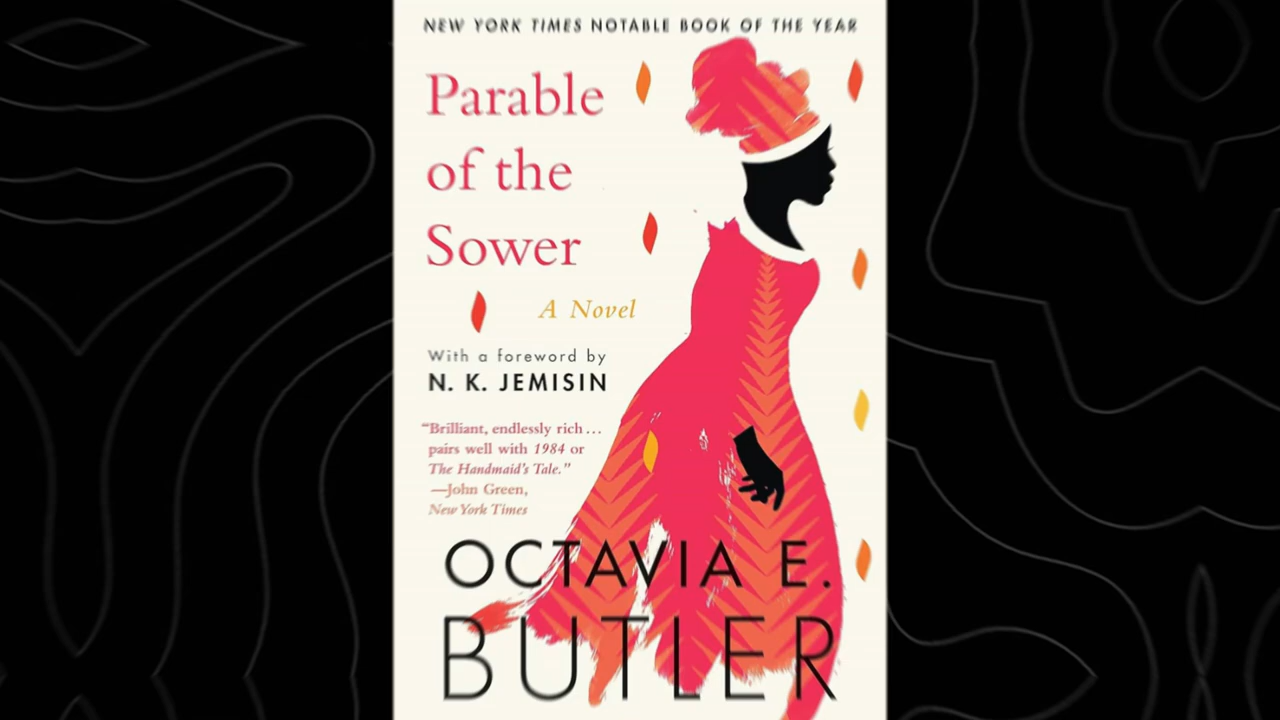 NEW YORK TIMES NOTABLE BOOK OF THE YEAR
Parable
of the
Sower
A Novel
With a foreword by
N. K. JEMISIN
“Brilliant, endlessly rich...
pairs well with 1984 or
The Handmaid’s Tale.”
—John Green,
New York Times
OCTAVIA E.
BUTLER